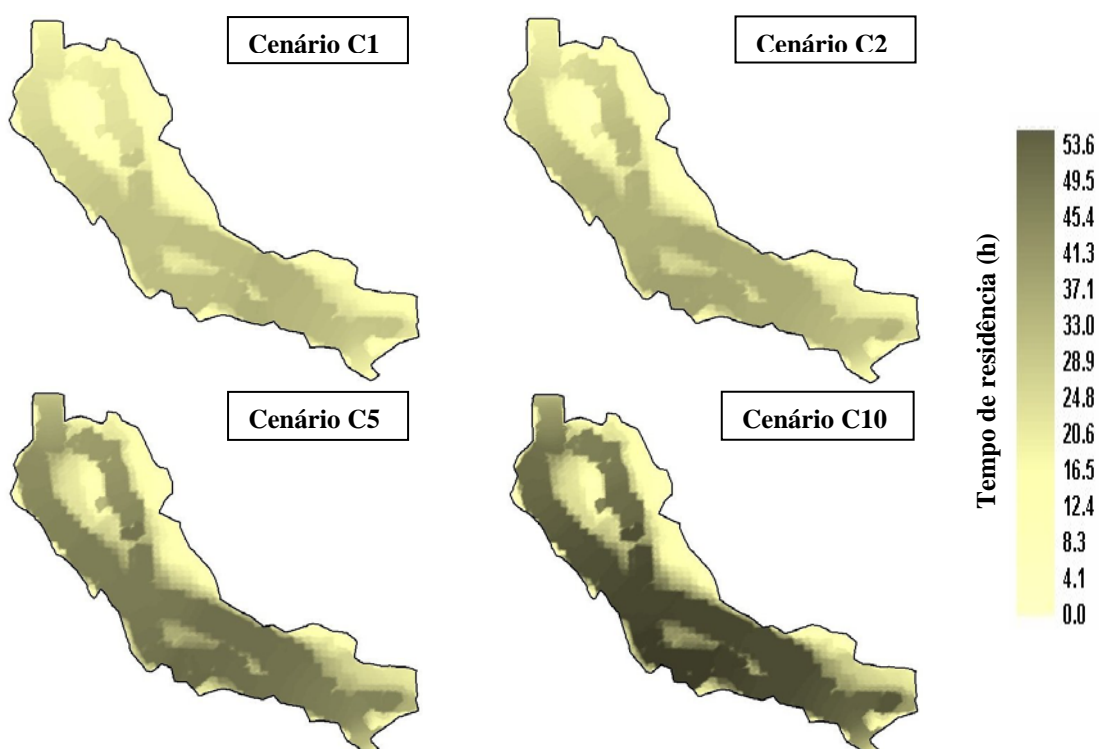 Cenário C1
Cenário C2
Cenário C5
Cenário C10
Tempo de residência (h)
53.6
49.5
45.4
41.3
37.1
33.0
28.9
24.8
20.6
16.5
12.4
8.3
4.1
0.0